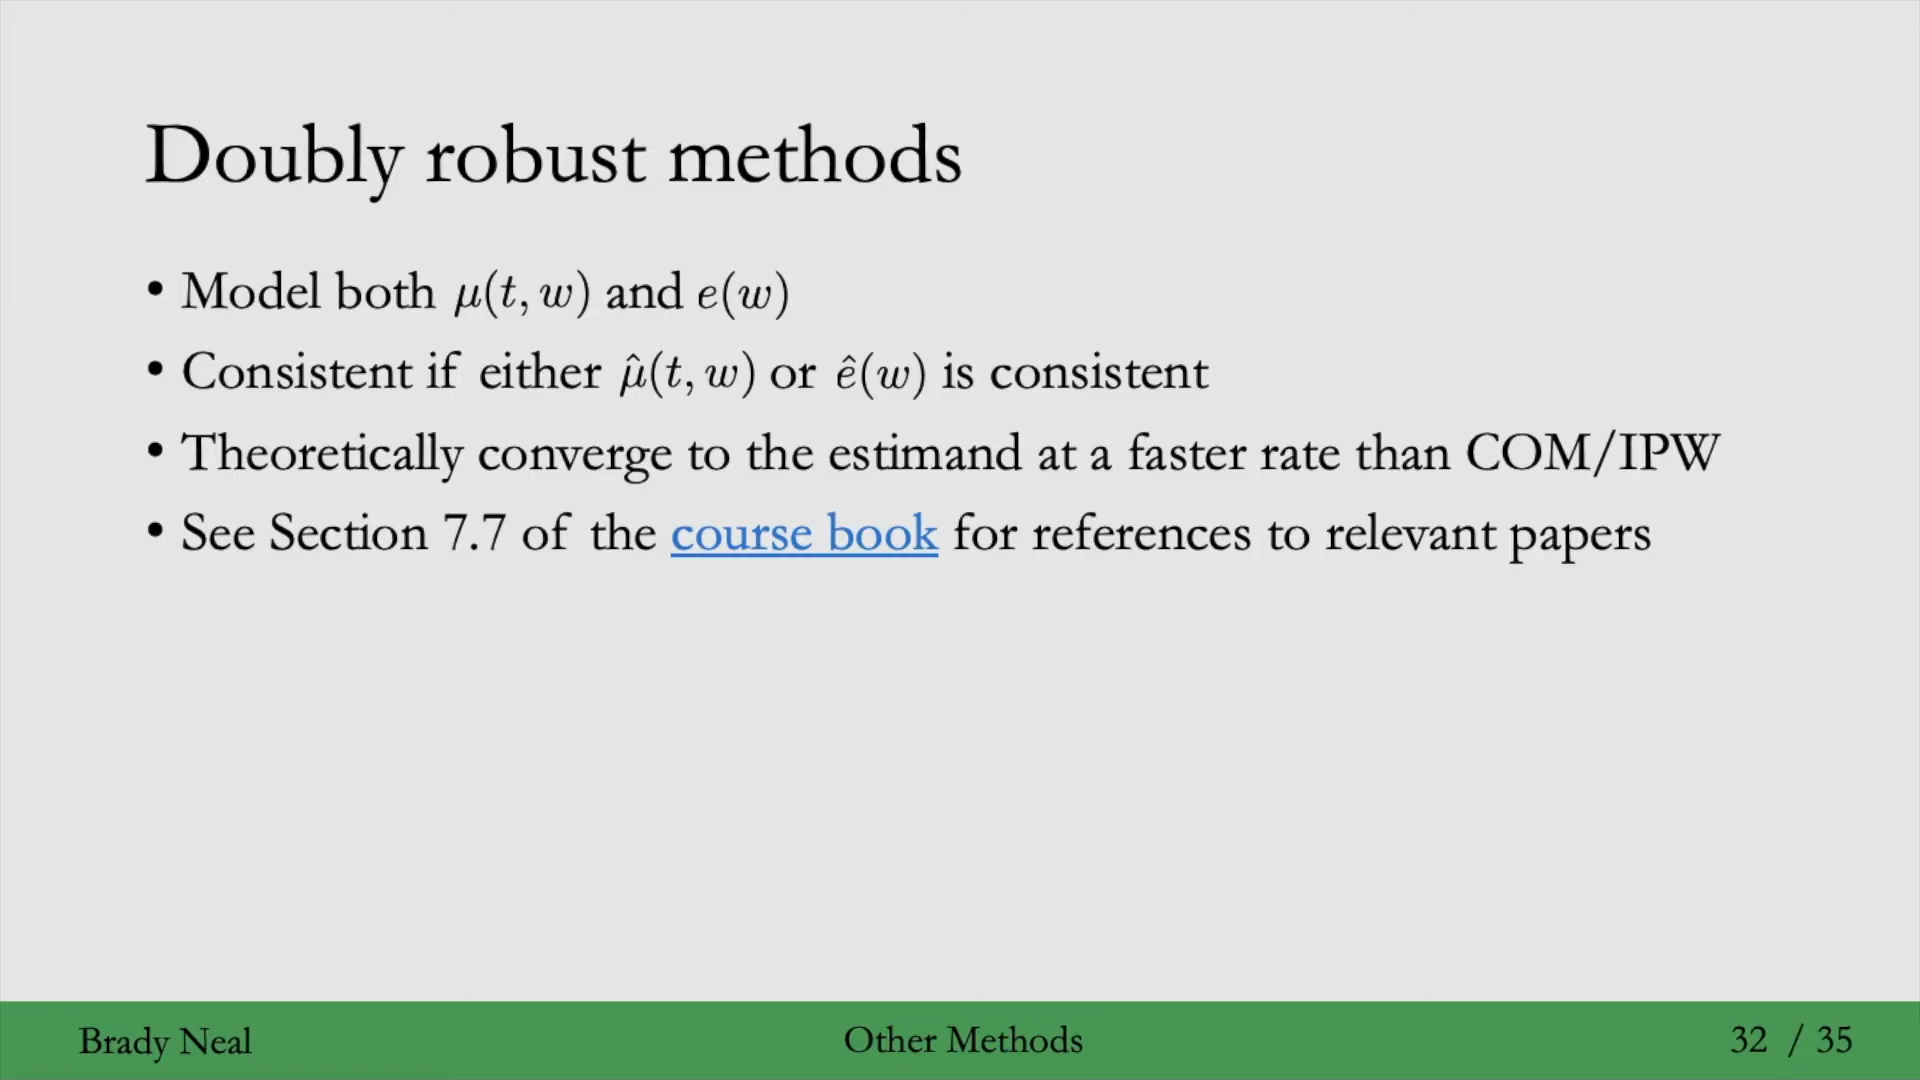 Doubly robust methods
• Model both μ(t, w) and e(w)
• Consistent if either μ̂(t, w) or ê(w) is consistent
• Theoretically converge to the estimand at a faster rate than COM/IPW
• See Section 7.7 of the course book for references to relevant papers
Brady Neal
Other Methods
32 / 35